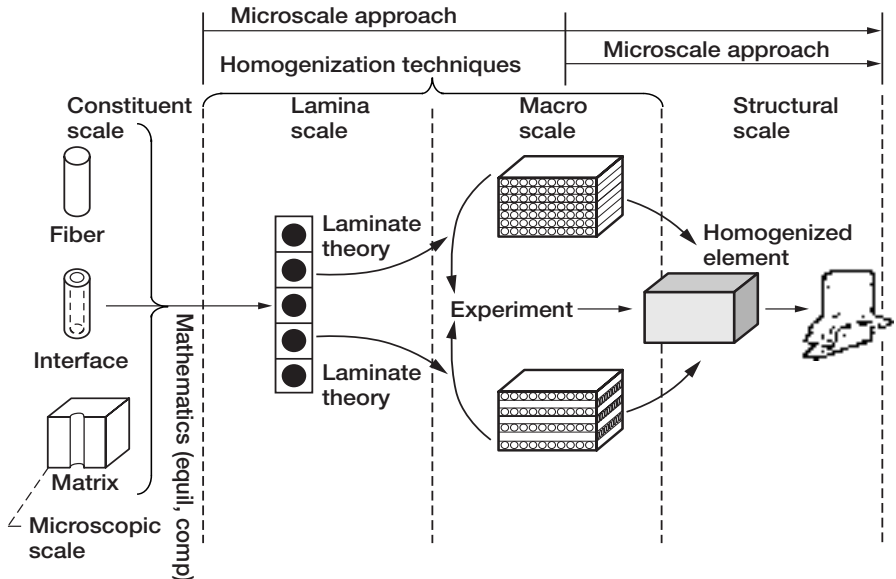 Microscale approach
Microscale approach
Homogenization techniques
Constituent
scale
Lamina
scale
Macro
scale
Structural
scale
Fiber
Interface
Matrix
Microscopic
scale
Mathematics (equil, comp)
Laminate
theory
Laminate
theory
Experiment
Homogenized
element